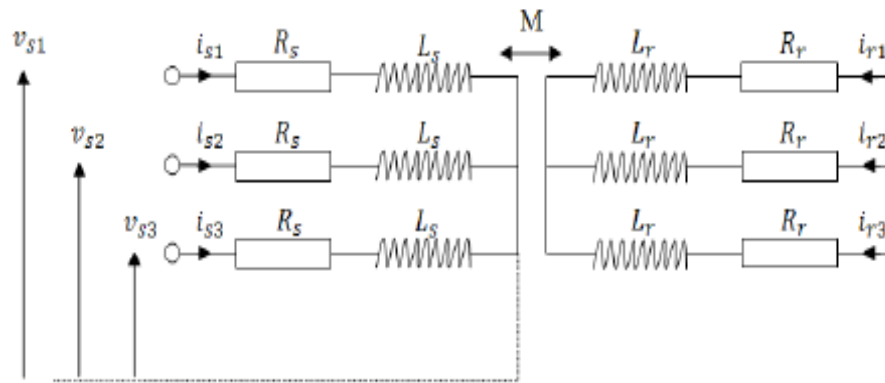 M
v_{s1} i_{s1} R_s L_s L_r R_r i_{r1}
v_{s2} i_{s2} R_s L_s L_r R_r i_{r2}
v_{s3} i_{s3} R_s L_s L_r R_r i_{r3}